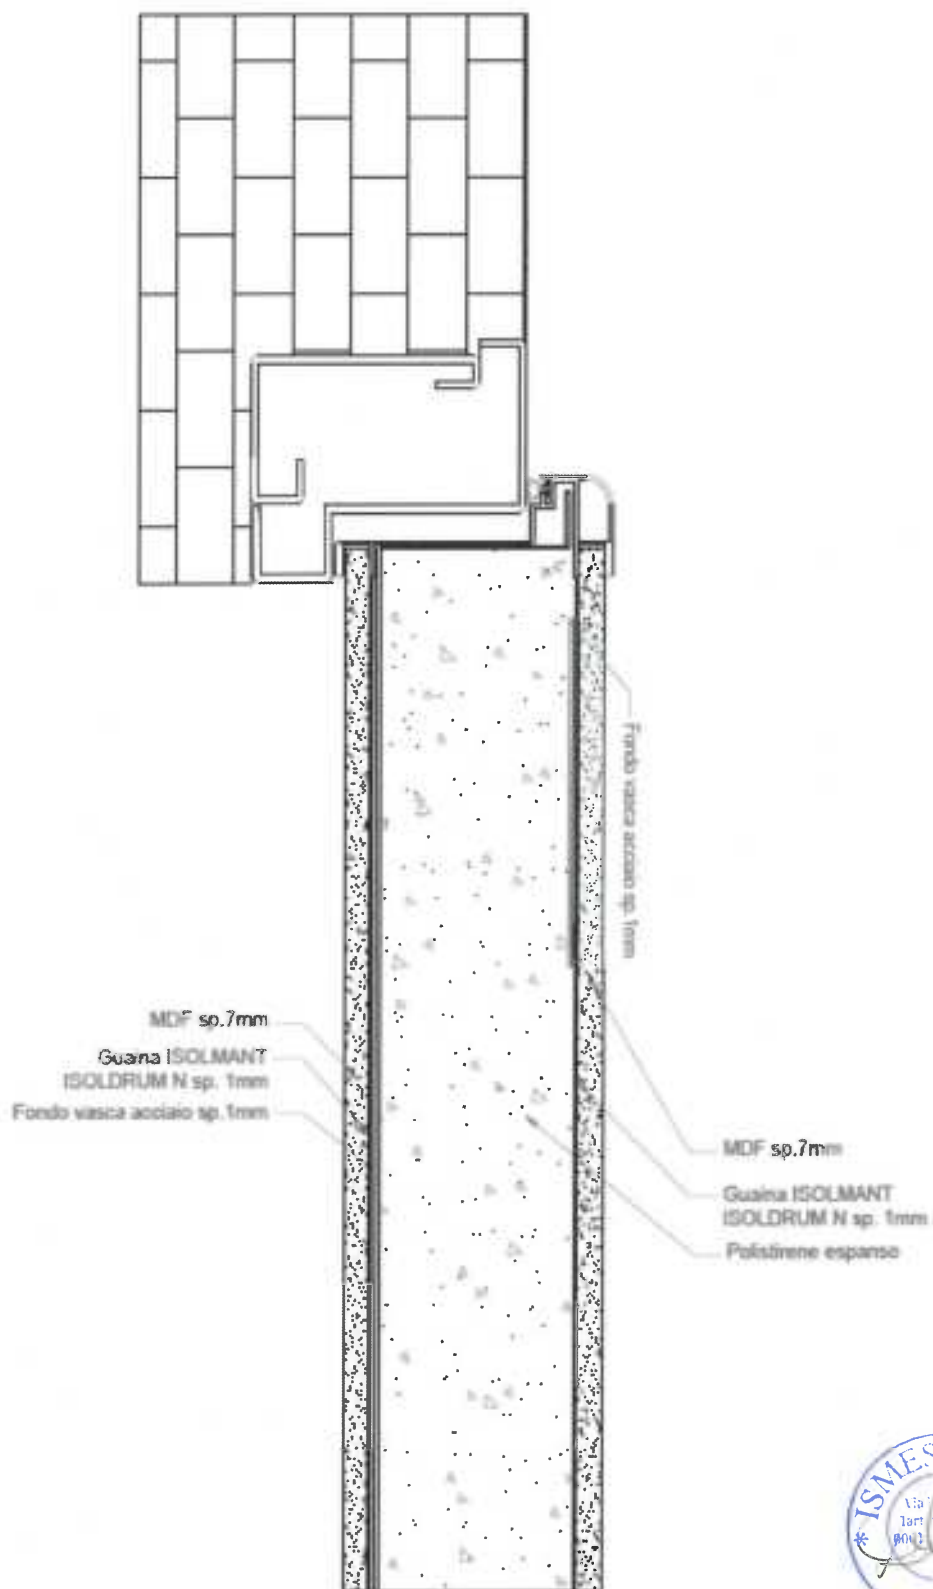 Fondo vasca acciaio sp.1mm
MDF sp.7mm
Guaina ISOLMANT
ISOLDRUM N sp. 1mm
Fondo vasca acciaio sp.1mm
MDF sp.7mm
Guaina ISOLMANT
ISOLDRUM N sp. 1mm
Polistirene espanso
* ISMES